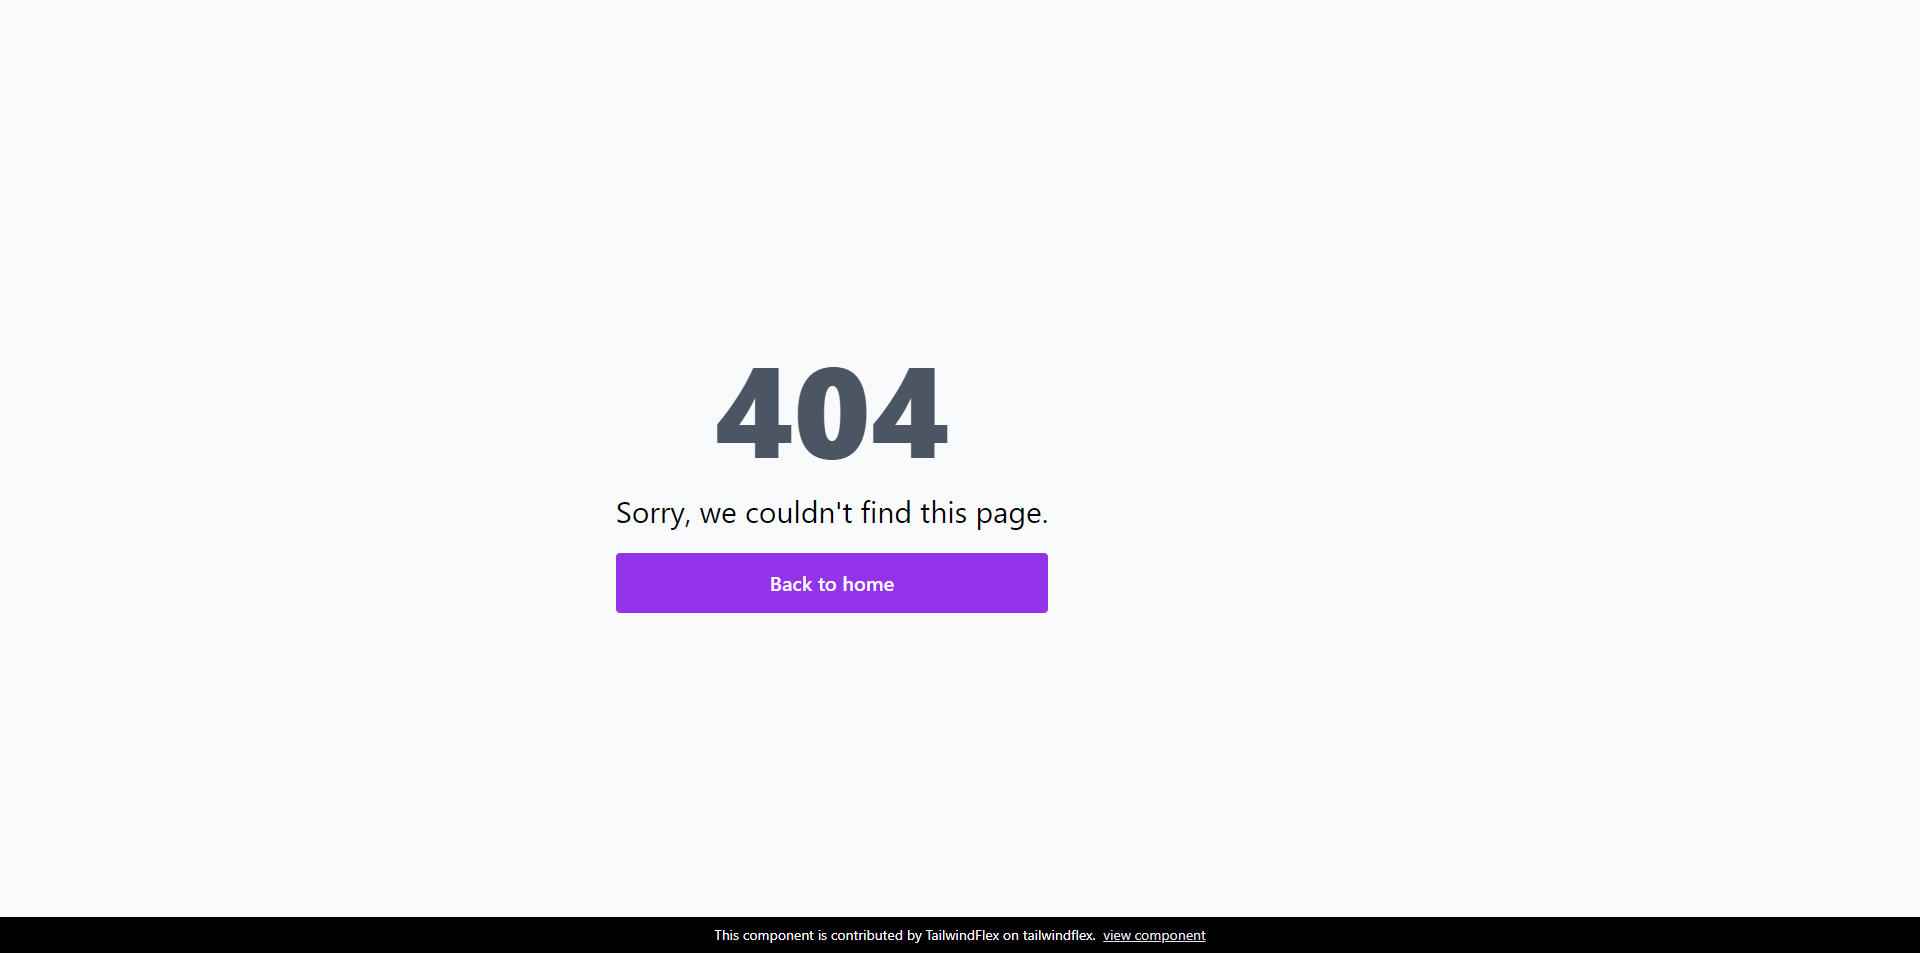 404
Sorry, we couldn't find this page.
Back to home
This component is contributed by TailwindFlex on tailwindflex. view component